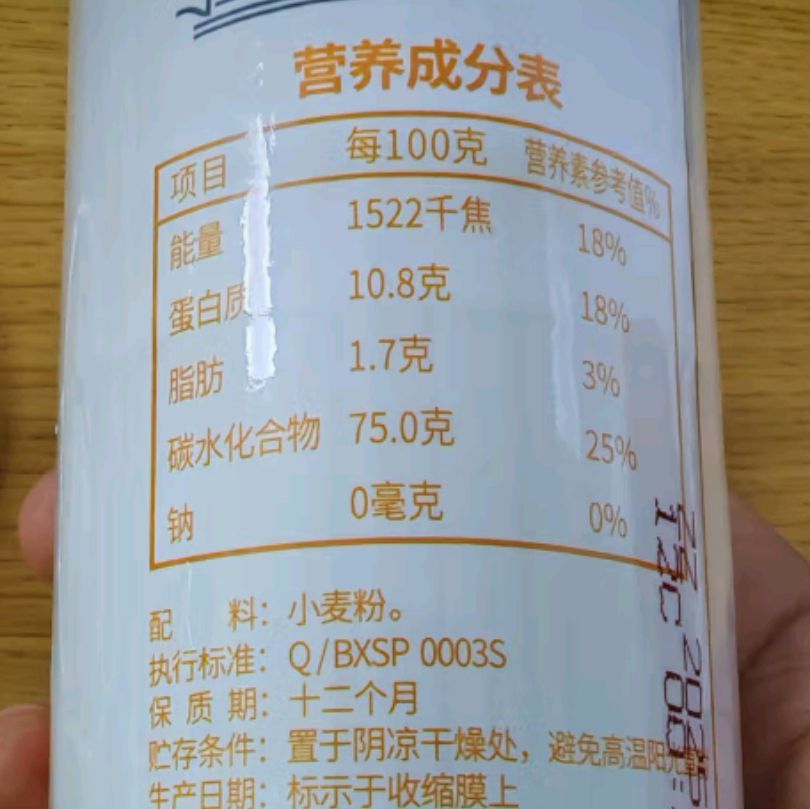 营养成分表
项目 每100克 营养素参考值%
能量 1522千焦 18%
蛋白质 10.8克 18%
脂肪 1.7克 3%
碳水化合物 75.0克 25%
钠 0毫克 0%
配料：小麦粉。
执行标准：Q/BXSP 0003S
保质期：十二个月
贮存条件：置于阴凉干燥处，避免高温阳光
生产日期：标示于收缩膜上